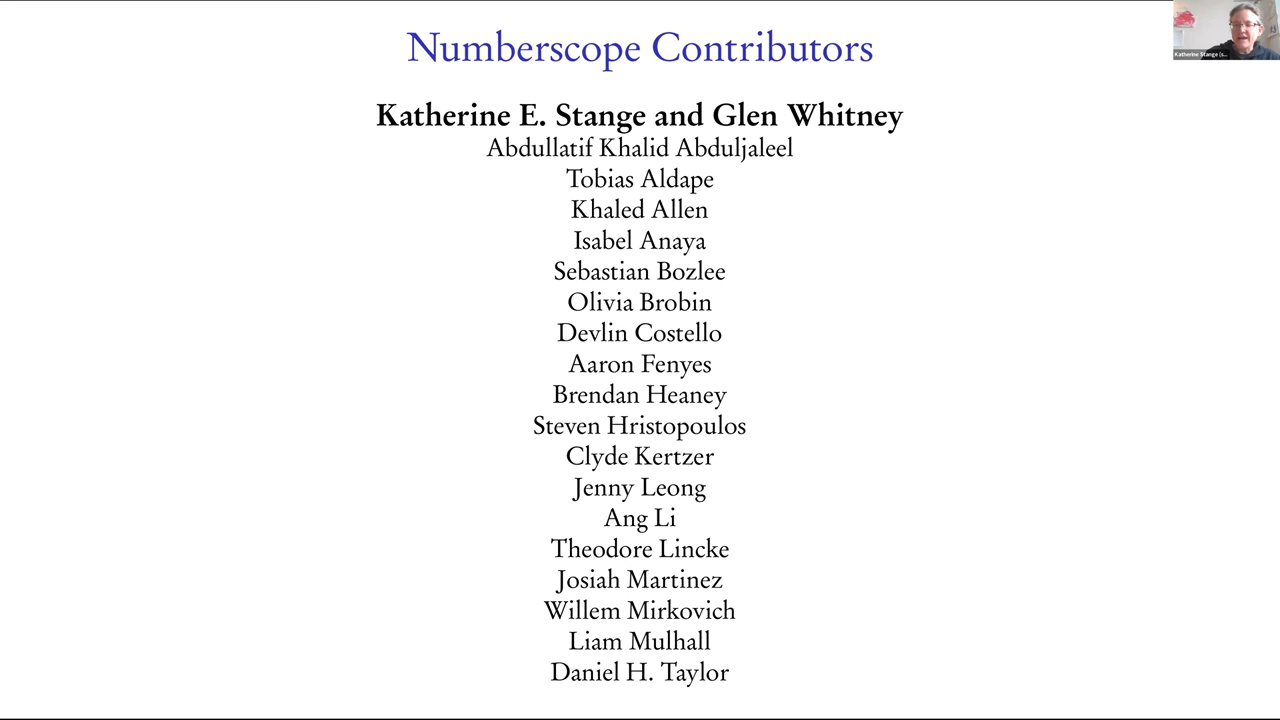 Numberscope Contributors
Katherine E. Stange and Glen Whitney
Abdullatif Khalid Abduljaleel
Tobias Aldape
Khaled Allen
Isabel Anaya
Sebastian Bozlee
Olivia Brobin
Devlin Costello
Aaron Fenyes
Brendan Heaney
Steven Hristopoulos
Clyde Kertzer
Jenny Leong
Ang Li
Theodore Lincke
Josiah Martinez
Willem Mirkovich
Liam Mulhall
Daniel H. Taylor
Katherine Stange (s...